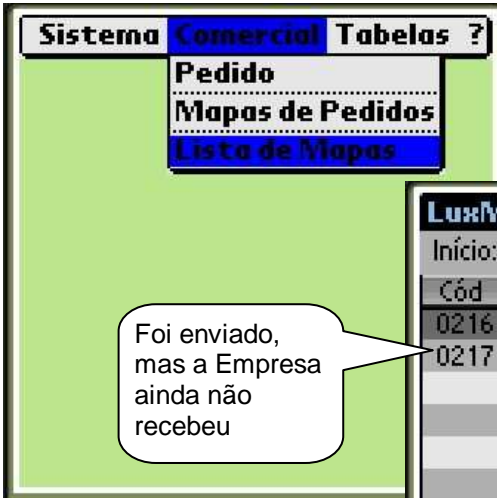 Sistema Comercial Tabelas ?
Pedido
Mapas de Pedidos
Lista de Mapas
Início:
Cód
0216
0217
Foi enviado,
mas a Empresa
ainda não
recebeu